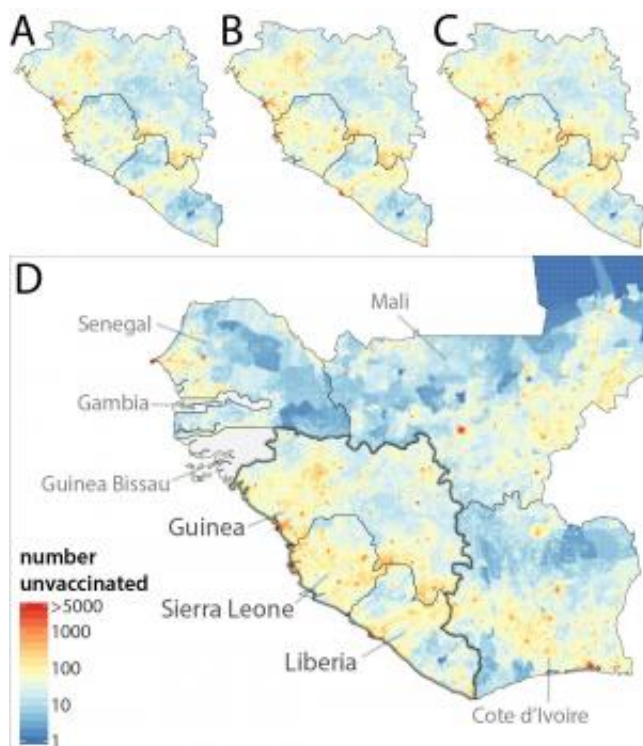 A
B
C
D
Mali
Senegal
Gambia
Guinea Bissau
Guinea
number
unvaccinated
>5000
1000
100
10
1
Sierra Leone
Liberia
Cote d'Ivoire